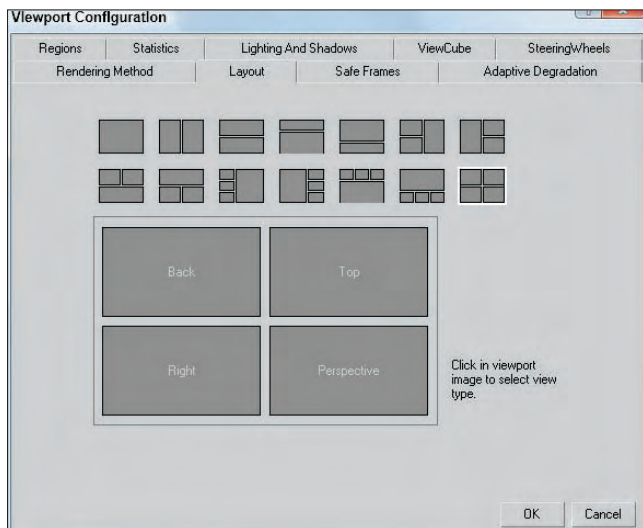 Viewport Configuration
Regions
Statistics
Lighting And Shadows
ViewCube
SteeringWheels
Rendering Method
Layout
Safe Frames
Adaptive Degradation
Back
Top
Right
Perspective
Click in viewport
image to select view
type.
OK
Cancel